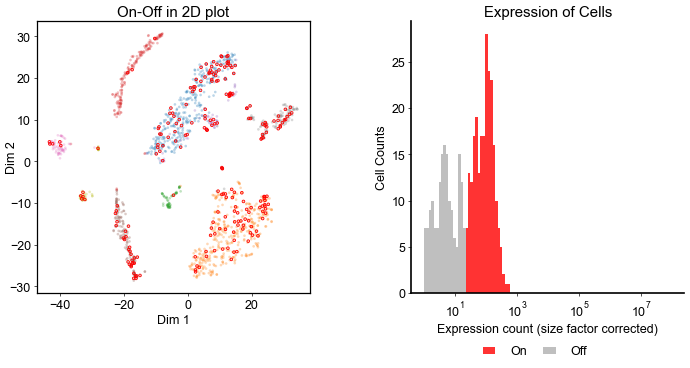 On-Off in 2D plot
30
20
10
0
−10
−20
−30
Dim 2
−40
−20
0
20
Dim 1
Expression of Cells
25
20
15
10
5
0
Cell Counts
10^1
10^3
10^5
10^7
Expression count (size factor corrected)
On
Off